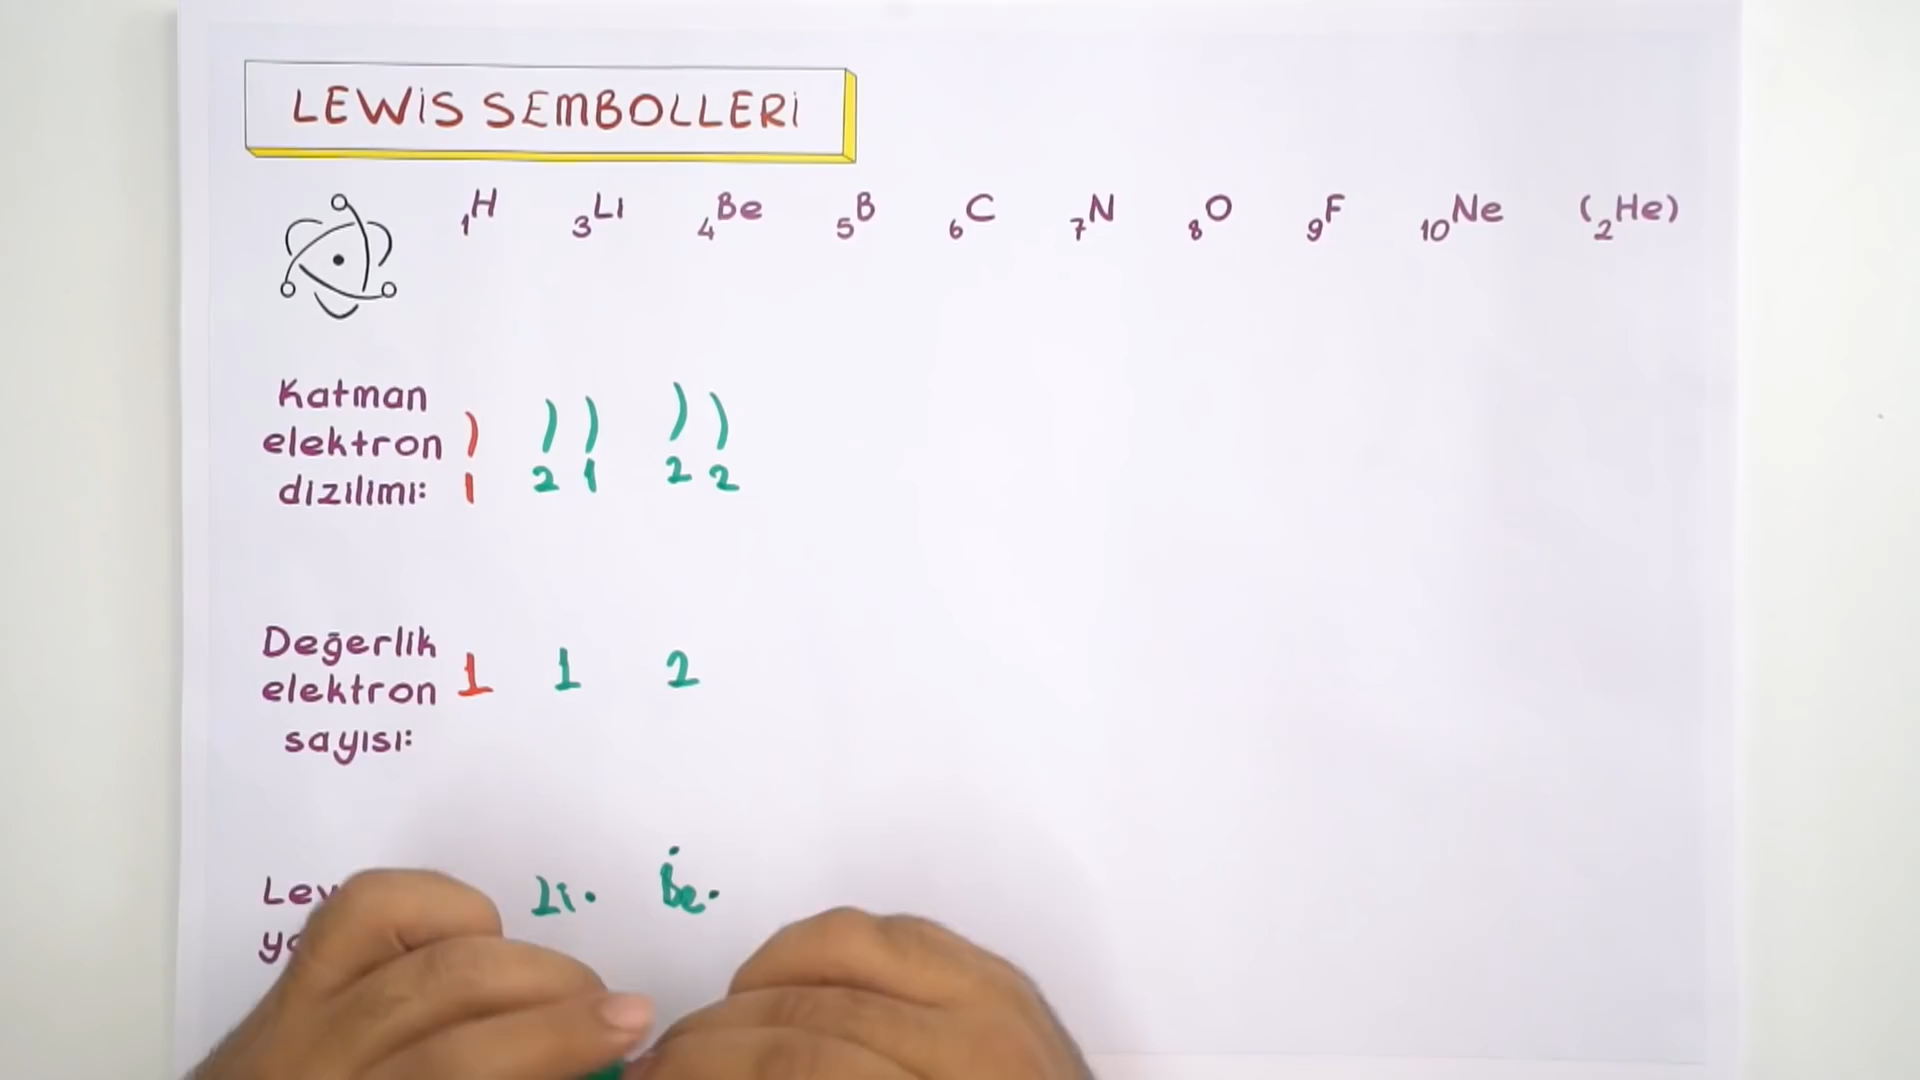 LEWİS SEMBOLLERİ
₁H ₃Li ₄Be ₅B ₆C ₇N ₈O ₉F ₁₀Ne (₂He)
Katman
elektron ) ) ) ) )
dizilimi: 1 2 1 2 2
Değerlik
elektron 1 1 2
sayısı:
Li· Be·